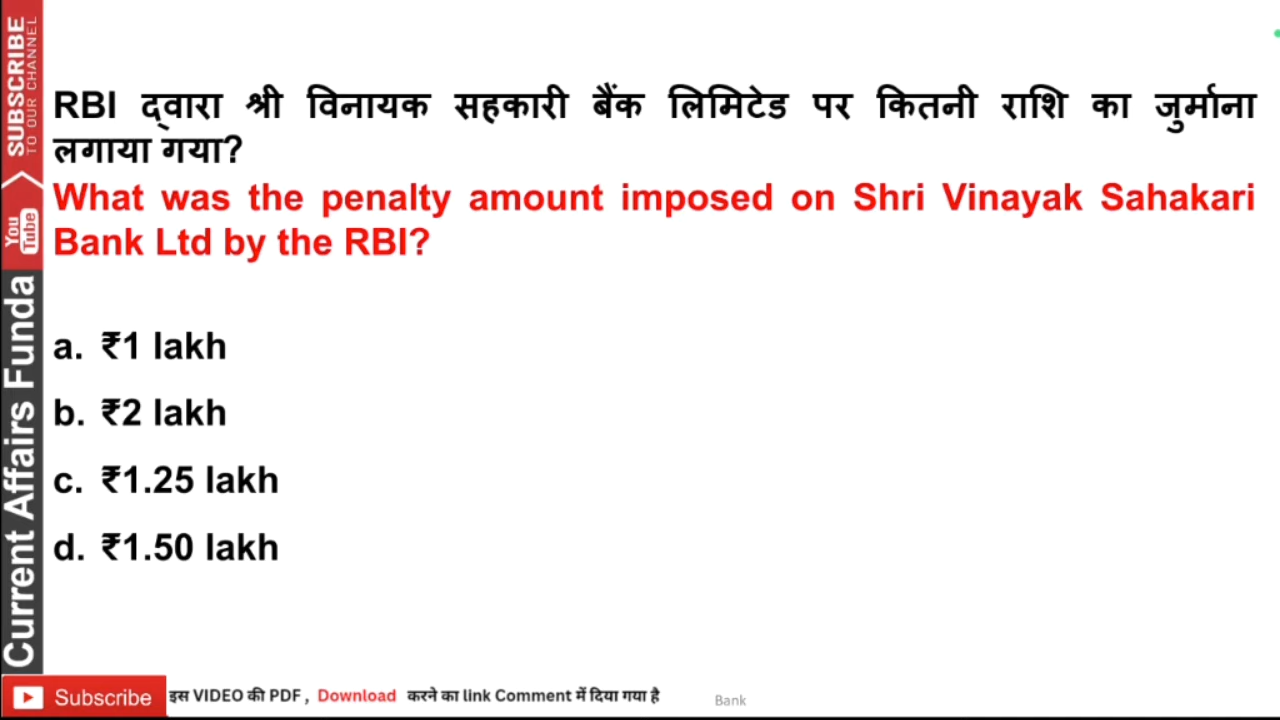 SUBSCRIBE
TO OUR CHANNEL
You
Tube
Current Affairs Funda
RBI द्वारा श्री विनायक सहकारी बैंक लिमिटेड पर कितनी राशि का जुर्माना
लगाया गया?
What was the penalty amount imposed on Shri Vinayak Sahakari
Bank Ltd by the RBI?
a. ₹1 lakh
b. ₹2 lakh
c. ₹1.25 lakh
d. ₹1.50 lakh
Subscribe इस VIDEO की PDF , Download करने का link Comment में दिया गया है Bank